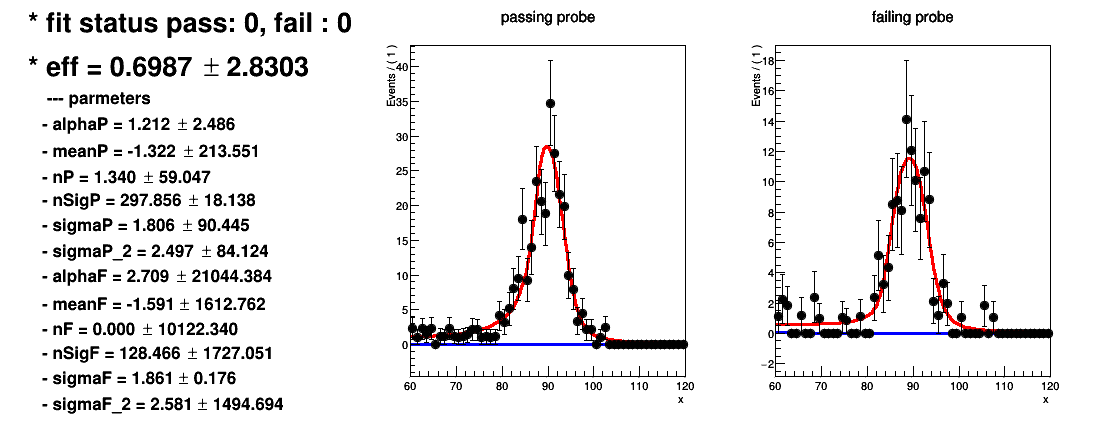 * fit status pass: 0, fail : 0
* eff = 0.6987 ± 2.8303
--- parmeters
- alphaP = 1.212 ± 2.486
- meanP = -1.322 ± 213.551
- nP = 1.340 ± 59.047
- nSigP = 297.856 ± 18.138
- sigmaP = 1.806 ± 90.445
- sigmaP_2 = 2.497 ± 84.124
- alphaF = 2.709 ± 21044.384
- meanF = -1.591 ± 1612.762
- nF = 0.000 ± 10122.340
- nSigF = 128.466 ± 1727.051
- sigmaF = 1.861 ± 0.176
- sigmaF_2 = 2.581 ± 1494.694
passing probe
Events / ( 1 )
40
35
30
25
20
15
10
5
0
60 70 80 90 100 110 120
x
failing probe
Events / ( 1 )
18
16
14
12
10
8
6
4
2
0
−2
60 70 80 90 100 110 120
x